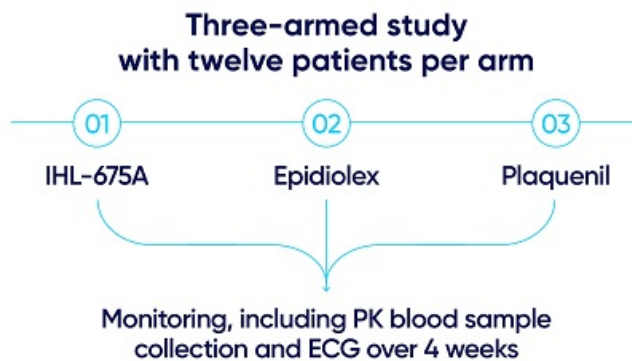 Three-armed study
with twelve patients per arm
01 02 03
IHL-675A Epidiolex Plaquenil
Monitoring, including PK blood sample
collection and ECG over 4 weeks